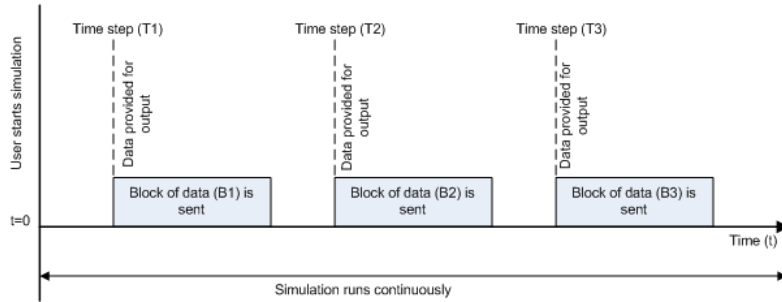 User starts simulation
t=0
Time step (T1)
Time step (T2)
Time step (T3)
Data provided for
output
Data provided for
output
Data provided for
output
Block of data (B1) is
sent
Block of data (B2) is
sent
Block of data (B3) is
sent
Time (t)
Simulation runs continuously